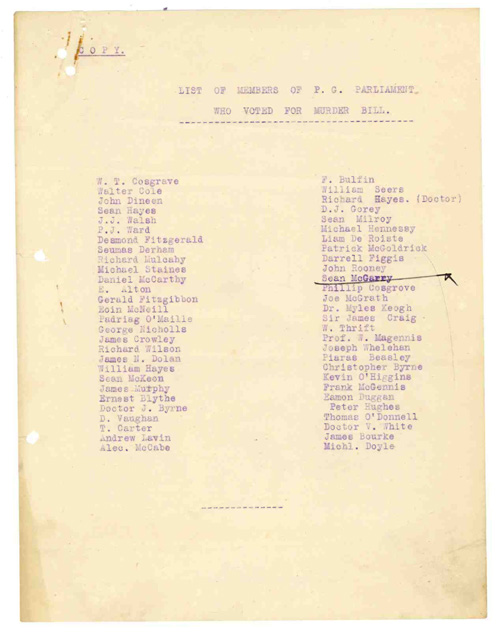 COPY.
LIST OF MEMBERS OF P. G. PARLIAMENT
WHO VOTED FOR MURDER BILL.
W. T. Cosgrave
Walter Cole
John Dineen
Sean Hayes
J.J. Walsh
P.J. Ward
Desmond Fitzgerald
Seumas Derham
Richard Mulcahy
Michael Staines
Daniel McCarthy
E. Alton
Gerald Fitzgibbon
Eoin McNeill
Padriag O'Maille
George Nicholls
James Crowley
Richard Wilson
James N. Dolan
William Hayes
Sean McKeon
James Murphy
Ernest Blythe
Doctor J. Byrne
D. Vaughan
T. Carter
Andrew Lavin
Alec. McCabe
F. Bulfin
William Sears
Richard Hayes. (Doctor)
D.J. Gorey
Sean Milroy
Michael Hennessy
Liam De Roiste
Patrick McGoldrick
Darrell Figgis
John Rooney
Sean McGarry
Phillip Cosgrove
Joe McGrath
Dr. Myles Keogh
Sir James Craig
W. Thrift
Prof. W. Magennis
Joseph Whelehan
Piaras Beasley
Christopher Byrne
Kevin O'Higgins
Frank McGennis
Eamon Duggan
Peter Hughes
Thomas O'Donnell
Doctor V. White
James Bourke
Michl. Doyle